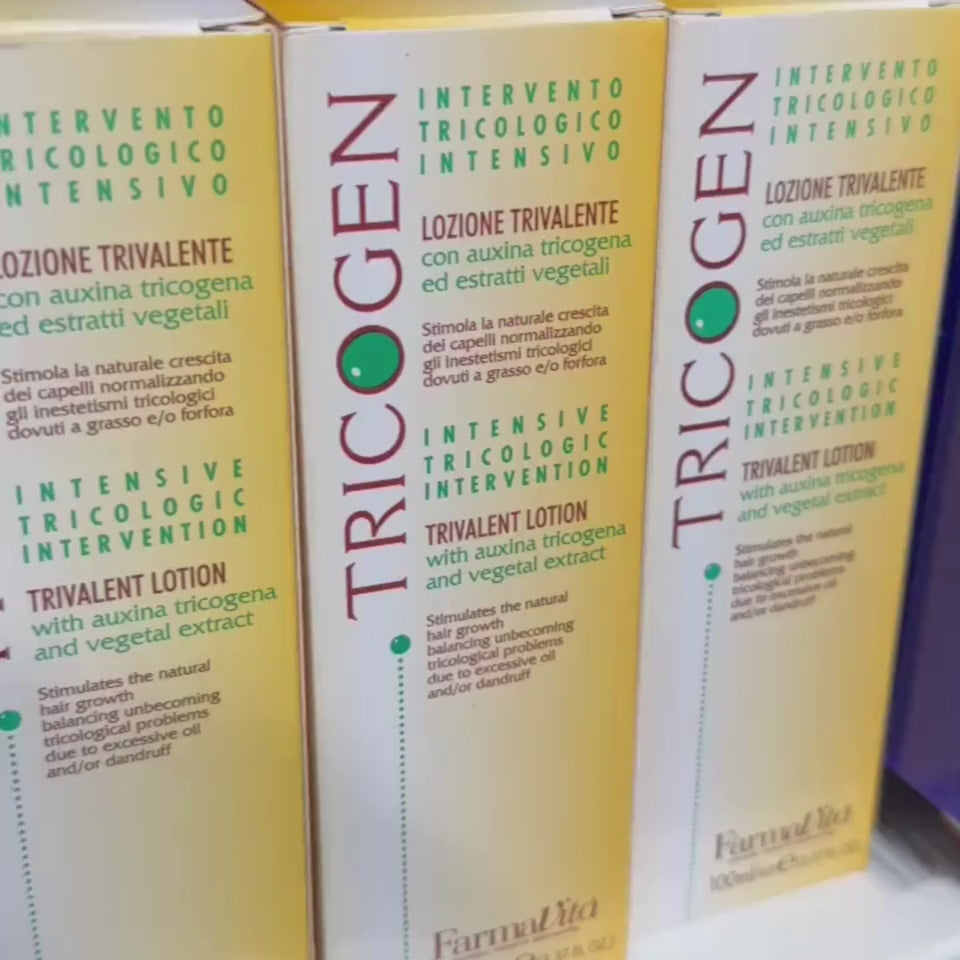 NTERVENTO
RICOLOGICO
NTENSIVO
OZIONE TRIVALENTE
con auxina tricogena
ed estratti vegetali
Stimola la naturale crescita
dei capelli normalizzando
gli inestetismi tricologici
dovuti a grasso e/o forfora
INTENSIVE
TRICOLOGIC
INTERVENTION
TRIVALENT LOTION
with auxina tricogena
and vegetal extract
Stimulates the natural
hair growth
balancing unbecoming
tricological problems
due to excessive oil
and/or dandruff
TRICOGEN
INTERVENTO
TRICOLOGICO
INTENSIVO
LOZIONE TRIVALENTE
con auxina tricogena
ed estratti vegetali
Stimola la naturale crescita
dei capelli normalizzando
gli inestetismi tricologici
dovuti a grasso e/o forfora
INTENSIVE
TRICOLOGIC
INTERVENTION
TRIVALENT LOTION
with auxina tricogena
and vegetal extract
Stimulates the natural
hair growth
balancing unbecoming
tricological problems
due to excessive oil
and/or dandruff
FarmaVita
TRICOGEN
INTERVENTO
TRICOLOGICO
INTENSIVO
LOZIONE TRIVALENTE
con auxina tricogena
ed estratti vegetali
Stimola la naturale crescita
dei capelli normalizzando
gli inestetismi tricologici
dovuti a grasso e/o forfora
INTENSIVE
TRICOLOGIC
INTERVENTION
TRIVALENT LOTION
with auxina tricogena
and vegetal extract
Stimulates the natural
hair growth
balancing unbecoming
tricological problems
due to excessive oil
and/or dandruff
FarmaVita
100ml